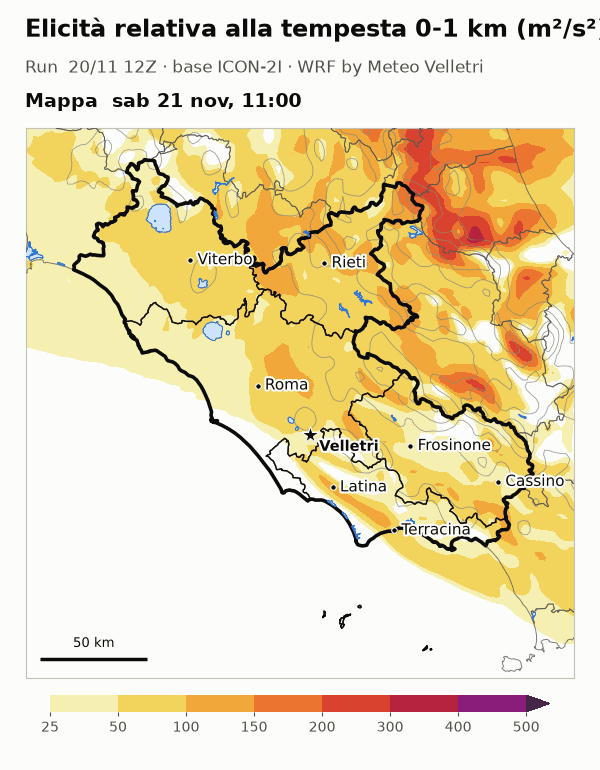 Elicità relativa alla tempesta 0-1 km (m²/s²)
Run  20/11 12Z · base ICON-2I · WRF by Meteo Velletri
Mappa  sab 21 nov, 11:00
Viterbo
Rieti
Roma
Velletri
Frosinone
Latina
Cassino
Terracina
50 km
25 50 100 150 200 300 400 500